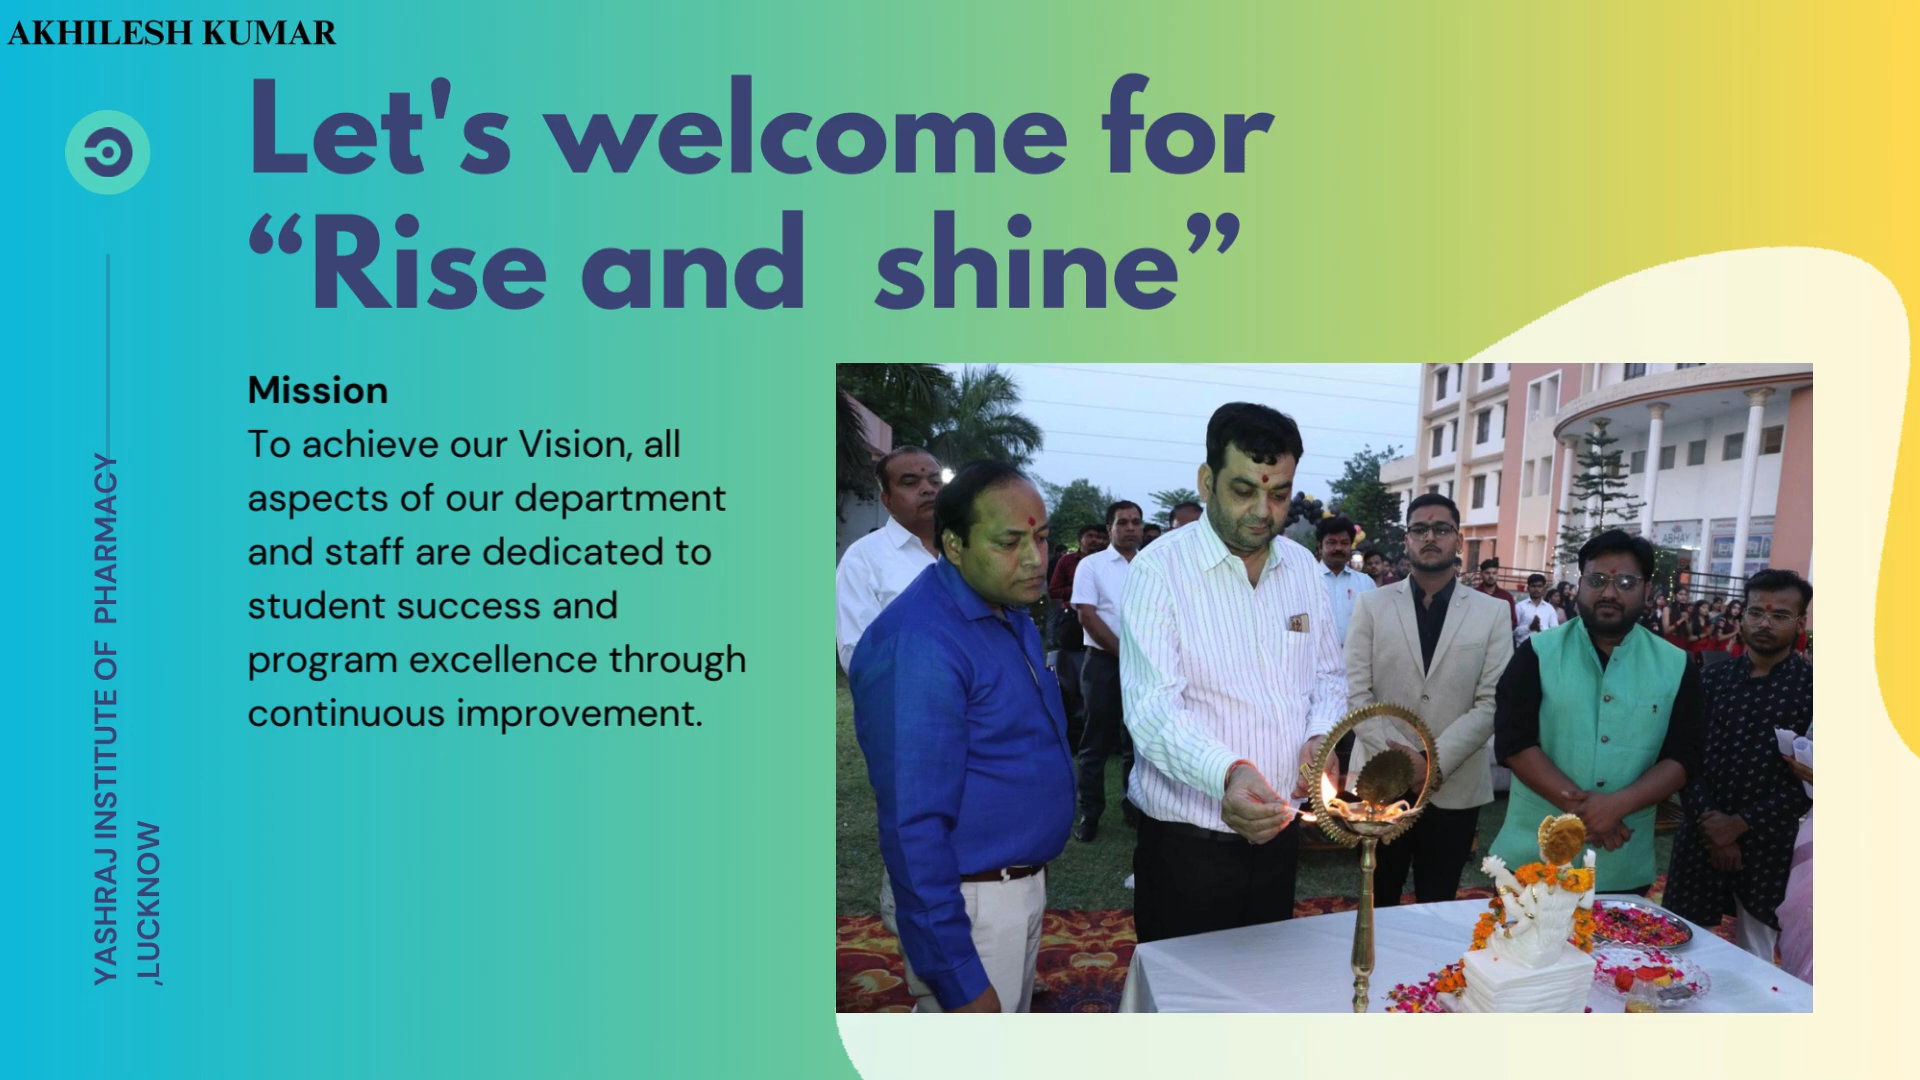 AKHILESH KUMAR
Let's welcome for
“Rise and shine”
Mission
To achieve our Vision, all
aspects of our department
and staff are dedicated to
student success and
program excellence through
continuous improvement.
YASHRAJ INSTITUTE OF PHARMACY
,LUCKNOW
ABHAY